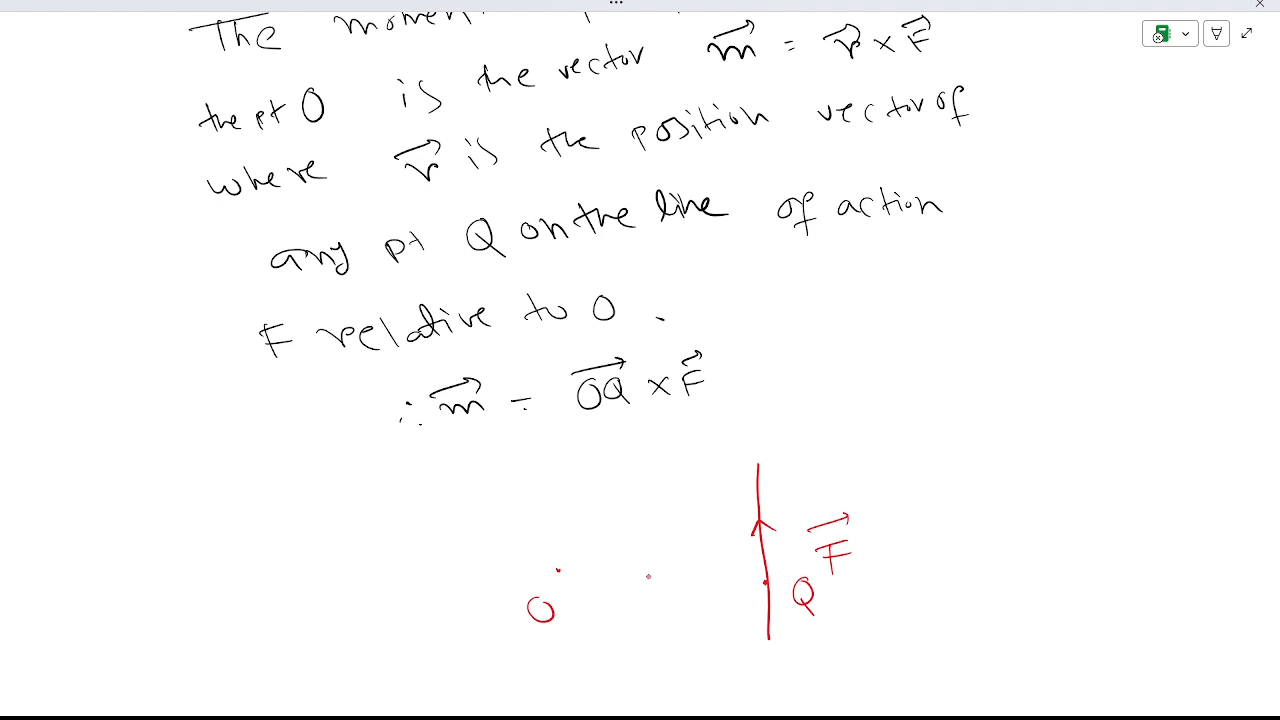 The moment
the pt O is the vector m⃗ = r⃗ × F⃗
where r⃗ is the position vector of
any pt Q on the line of action
F relative to O.
∴ m⃗ = OQ⃗ × F⃗
F⃗
O Q